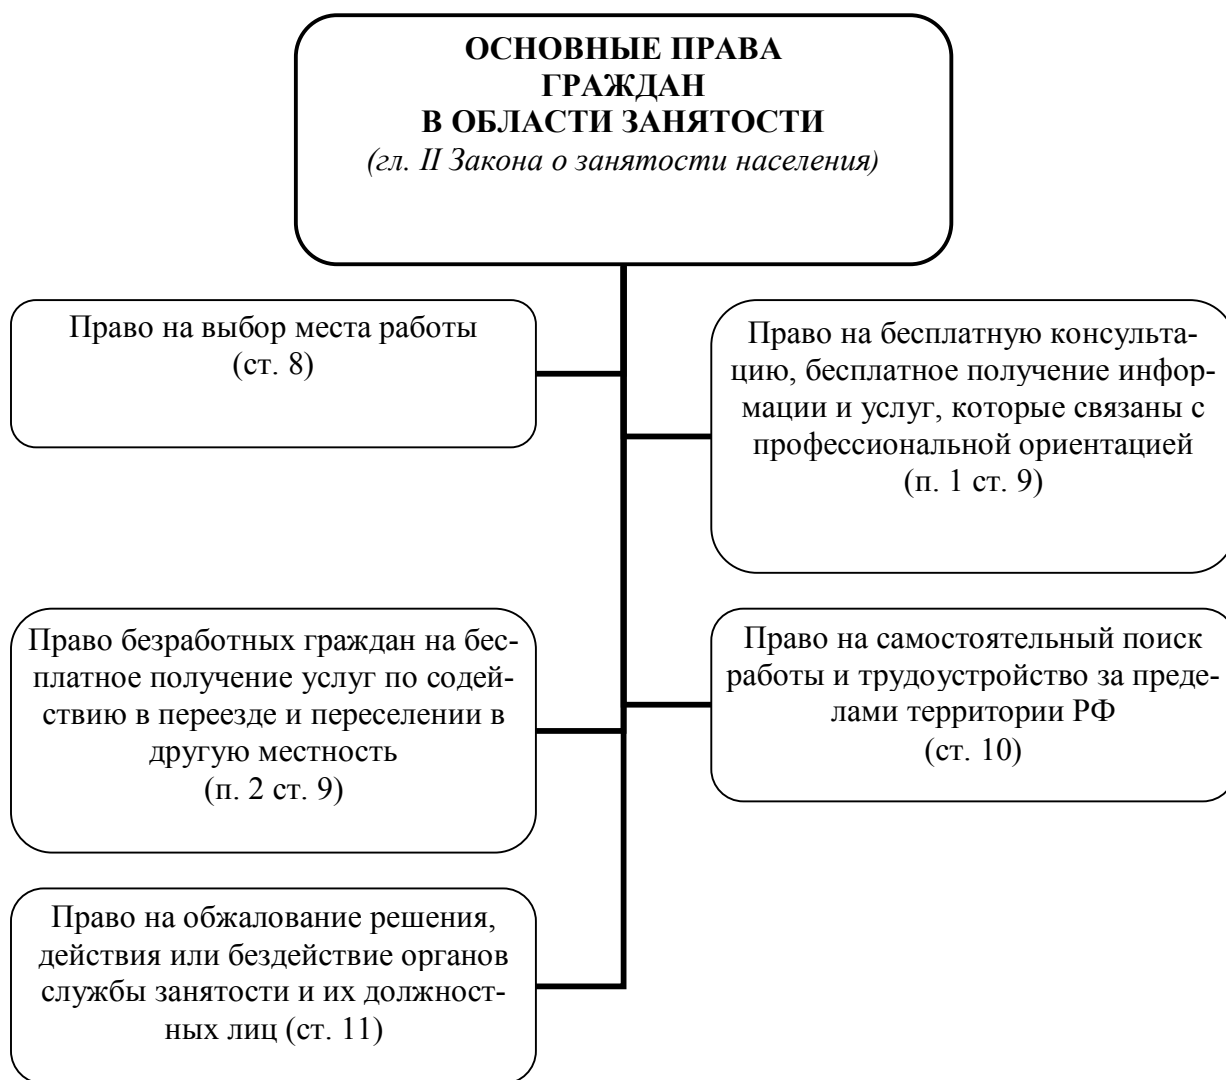 ОСНОВНЫЕ ПРАВА
ГРАЖДАН
В ОБЛАСТИ ЗАНЯТОСТИ
(гл. II Закона о занятости населения)
Право на выбор места работы
(ст. 8)
Право на бесплатную консульта-
цию, бесплатное получение инфор-
мации и услуг, которые связаны с
профессиональной ориентацией
(п. 1 ст. 9)
Право безработных граждан на бес-
платное получение услуг по содей-
ствию в переезде и переселении в
другую местность
(п. 2 ст. 9)
Право на самостоятельный поиск
работы и трудоустройство за преде-
лами территории РФ
(ст. 10)
Право на обжалование решения,
действия или бездействие органов
службы занятости и их должност-
ных лиц (ст. 11)